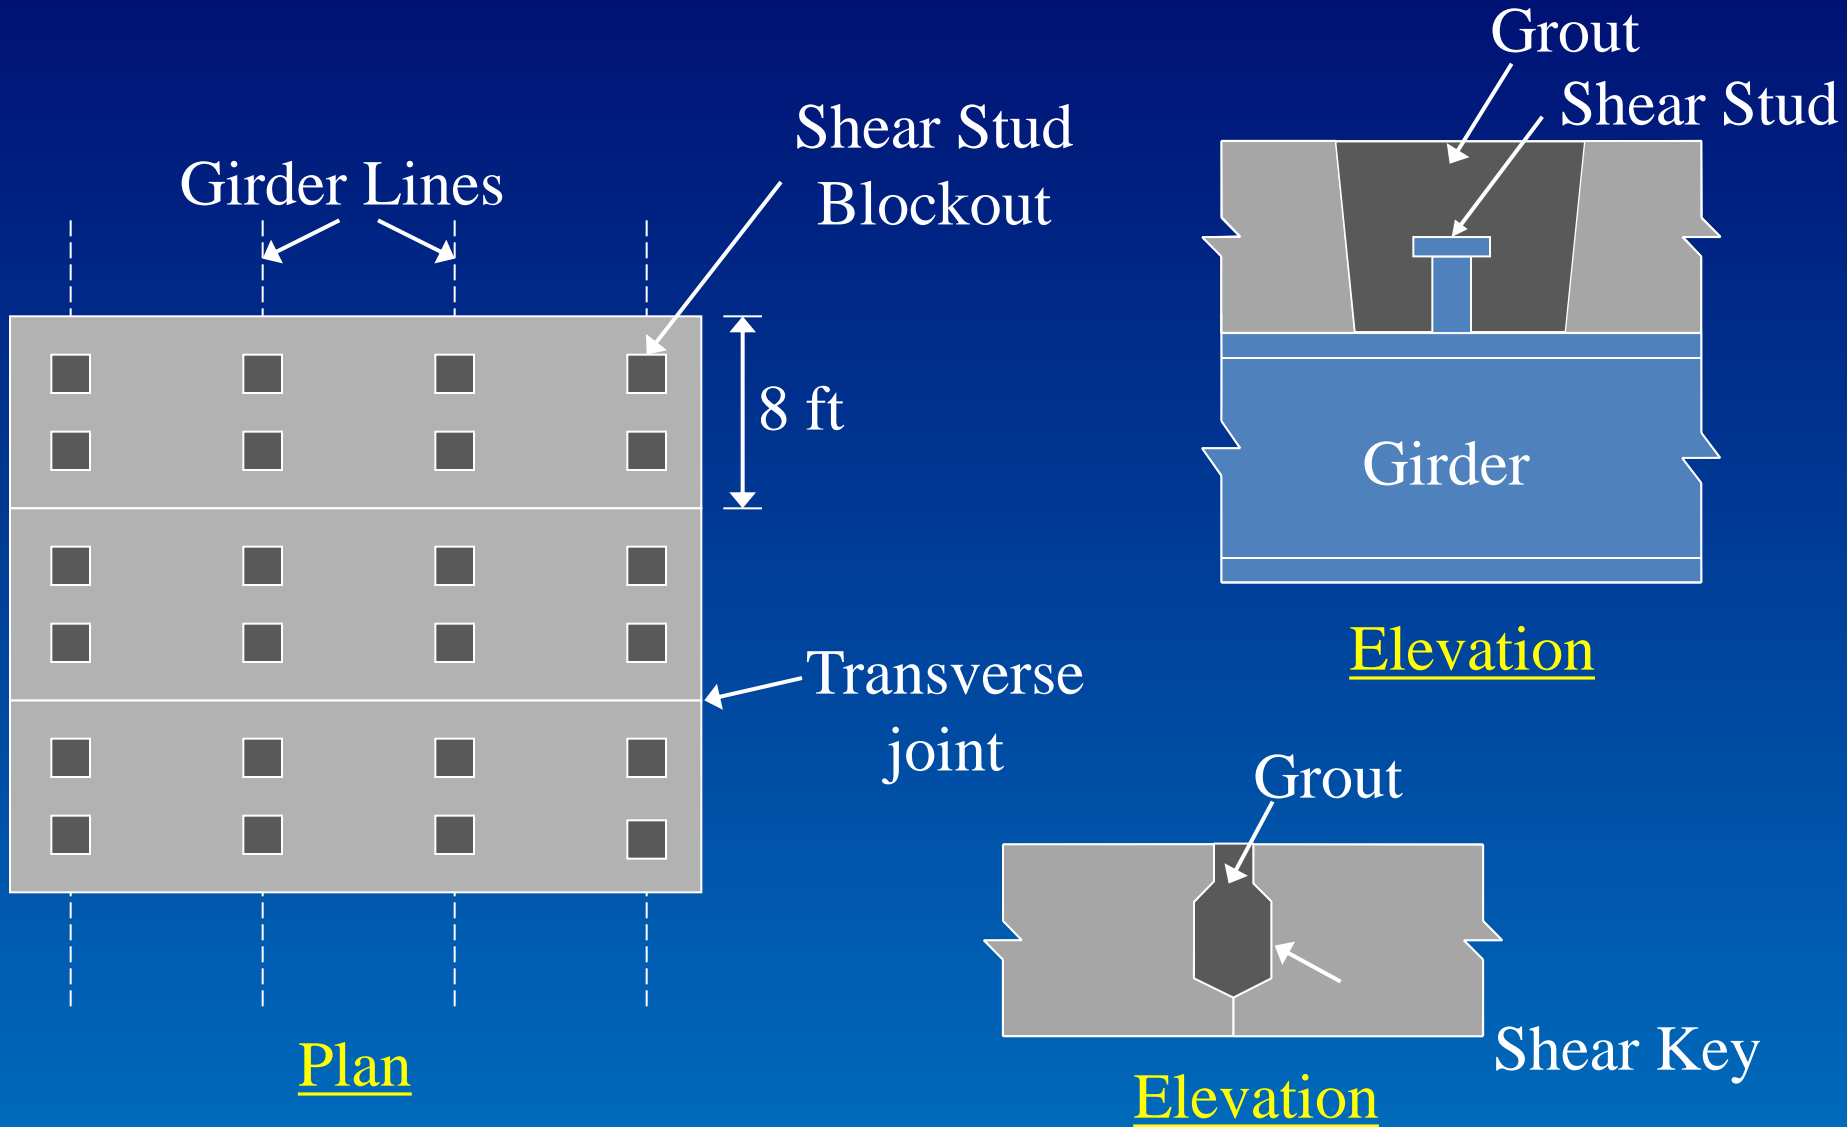 Girder Lines
Shear Stud
Blockout
8 ft
Transverse
joint
Plan
Grout
Shear Stud
Girder
Elevation
Grout
Shear Key
Elevation